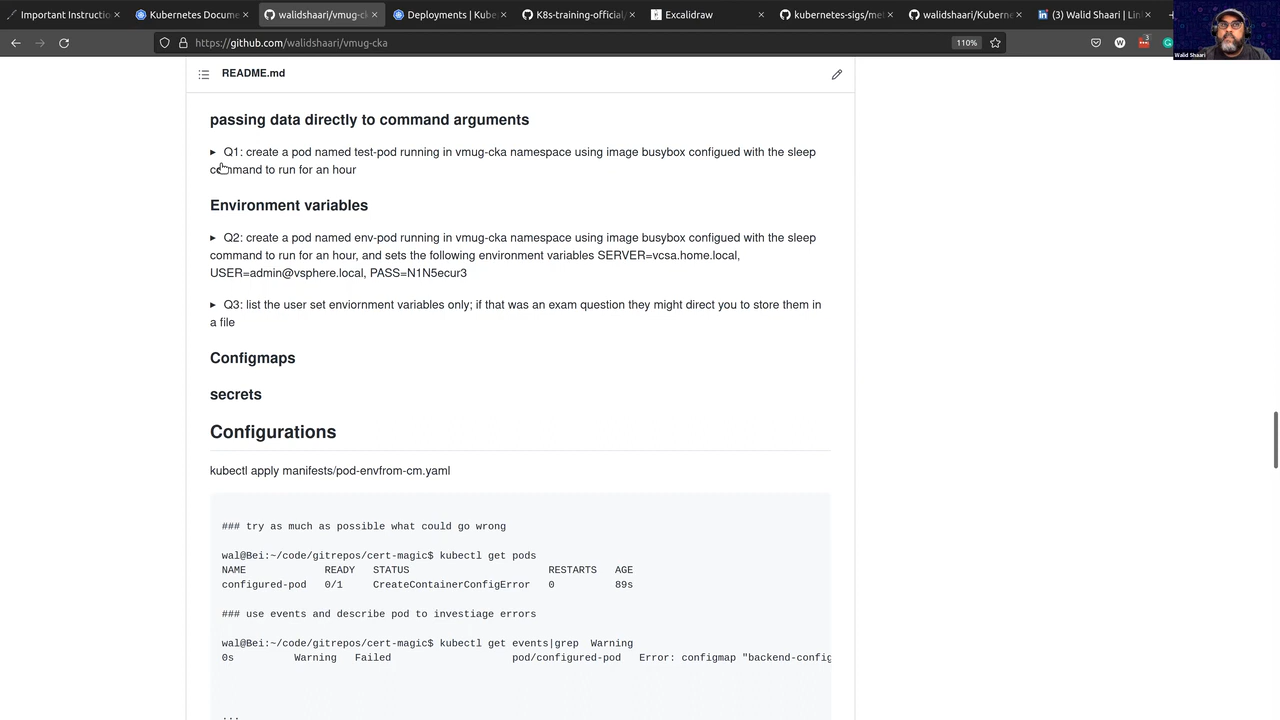 Important Instructio
Kubernetes Docume
walidshaari/vmug-ck
Deployments | Kube
K8s-training-official/
Excalidraw
kubernetes-sigs/me
walidshaari/Kubern
(3) Walid Shaari | Lin
https://github.com/walidshaari/vmug-cka
110%
Walid Shaari
README.md
passing data directly to command arguments
Q1: create a pod named test-pod running in vmug-cka namespace using image busybox configued with the sleep
command to run for an hour
Environment variables
Q2: create a pod named env-pod running in vmug-cka namespace using image busybox configued with the sleep
command to run for an hour, and sets the following environment variables SERVER=vcsa.home.local,
USER=admin@vsphere.local, PASS=N1N5ecur3
Q3: list the user set enviornment variables only; if that was an exam question they might direct you to store them in
a file
Configmaps
secrets
Configurations
kubectl apply manifests/pod-envfrom-cm.yaml
### try as much as possible what could go wrong
wal@Bei:~/code/gitrepos/cert-magic$ kubectl get pods
NAME READY STATUS RESTARTS AGE
configured-pod 0/1 CreateContainerConfigError 0 89s
### use events and describe pod to investiage errors
wal@Bei:~/code/gitrepos/cert-magic$ kubectl get events|grep Warning
0s Warning Failed pod/configured-pod Error: configmap "backend-config
...